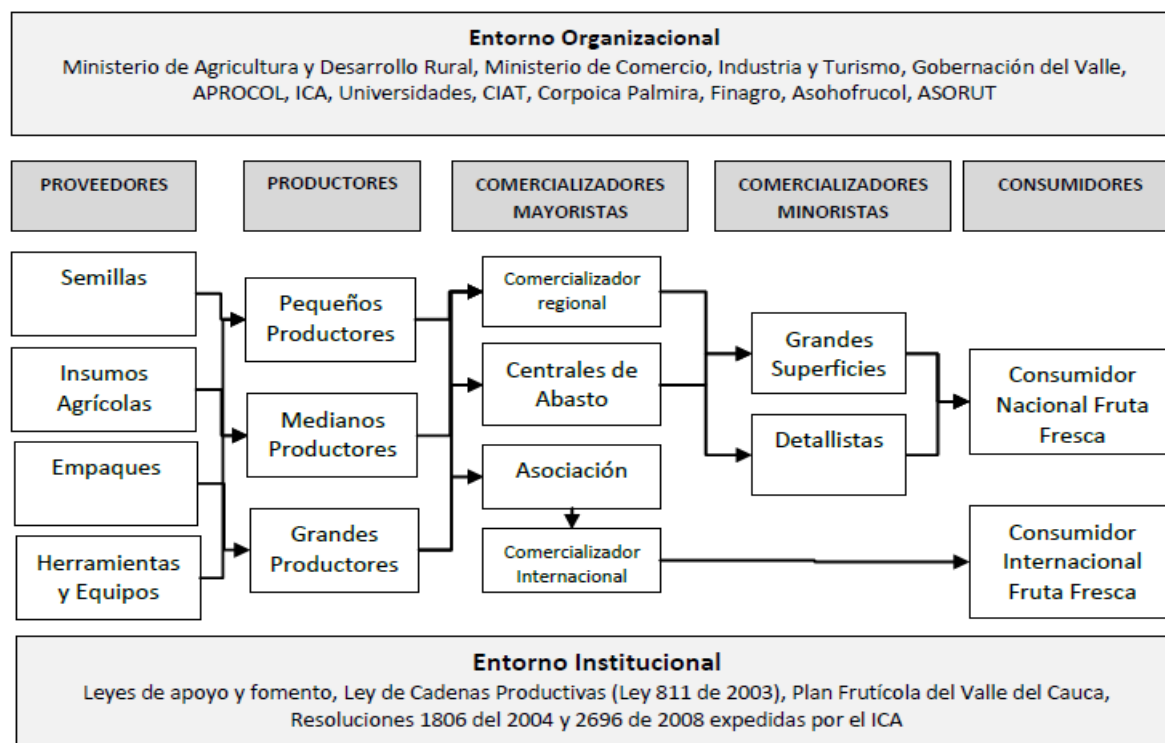 Entorno Organizacional
Ministerio de Agricultura y Desarrollo Rural, Ministerio de Comercio, Industria y Turismo, Gobernación del Valle,
APROCOL, ICA, Universidades, CIAT, Corpoica Palmira, Finagro, Asohofrucol, ASORUT
PROVEEDORES
PRODUCTORES
COMERCIALIZADORES
MAYORISTAS
COMERCIALIZADORES
MINORISTAS
CONSUMIDORES
Semillas
Insumos
Agrícolas
Empaques
Herramientas
y Equipos
Pequeños
Productores
Medianos
Productores
Grandes
Productores
Comercializador
regional
Centrales de
Abasto
Asociación
Comercializador
Internacional
Grandes
Superficies
Detallistas
Consumidor
Nacional Fruta
Fresca
Consumidor
Internacional
Fruta Fresca
Entorno Institucional
Leyes de apoyo y fomento, Ley de Cadenas Productivas (Ley 811 de 2003), Plan Frutícola del Valle del Cauca,
Resoluciones 1806 del 2004 y 2696 de 2008 expedidas por el ICA